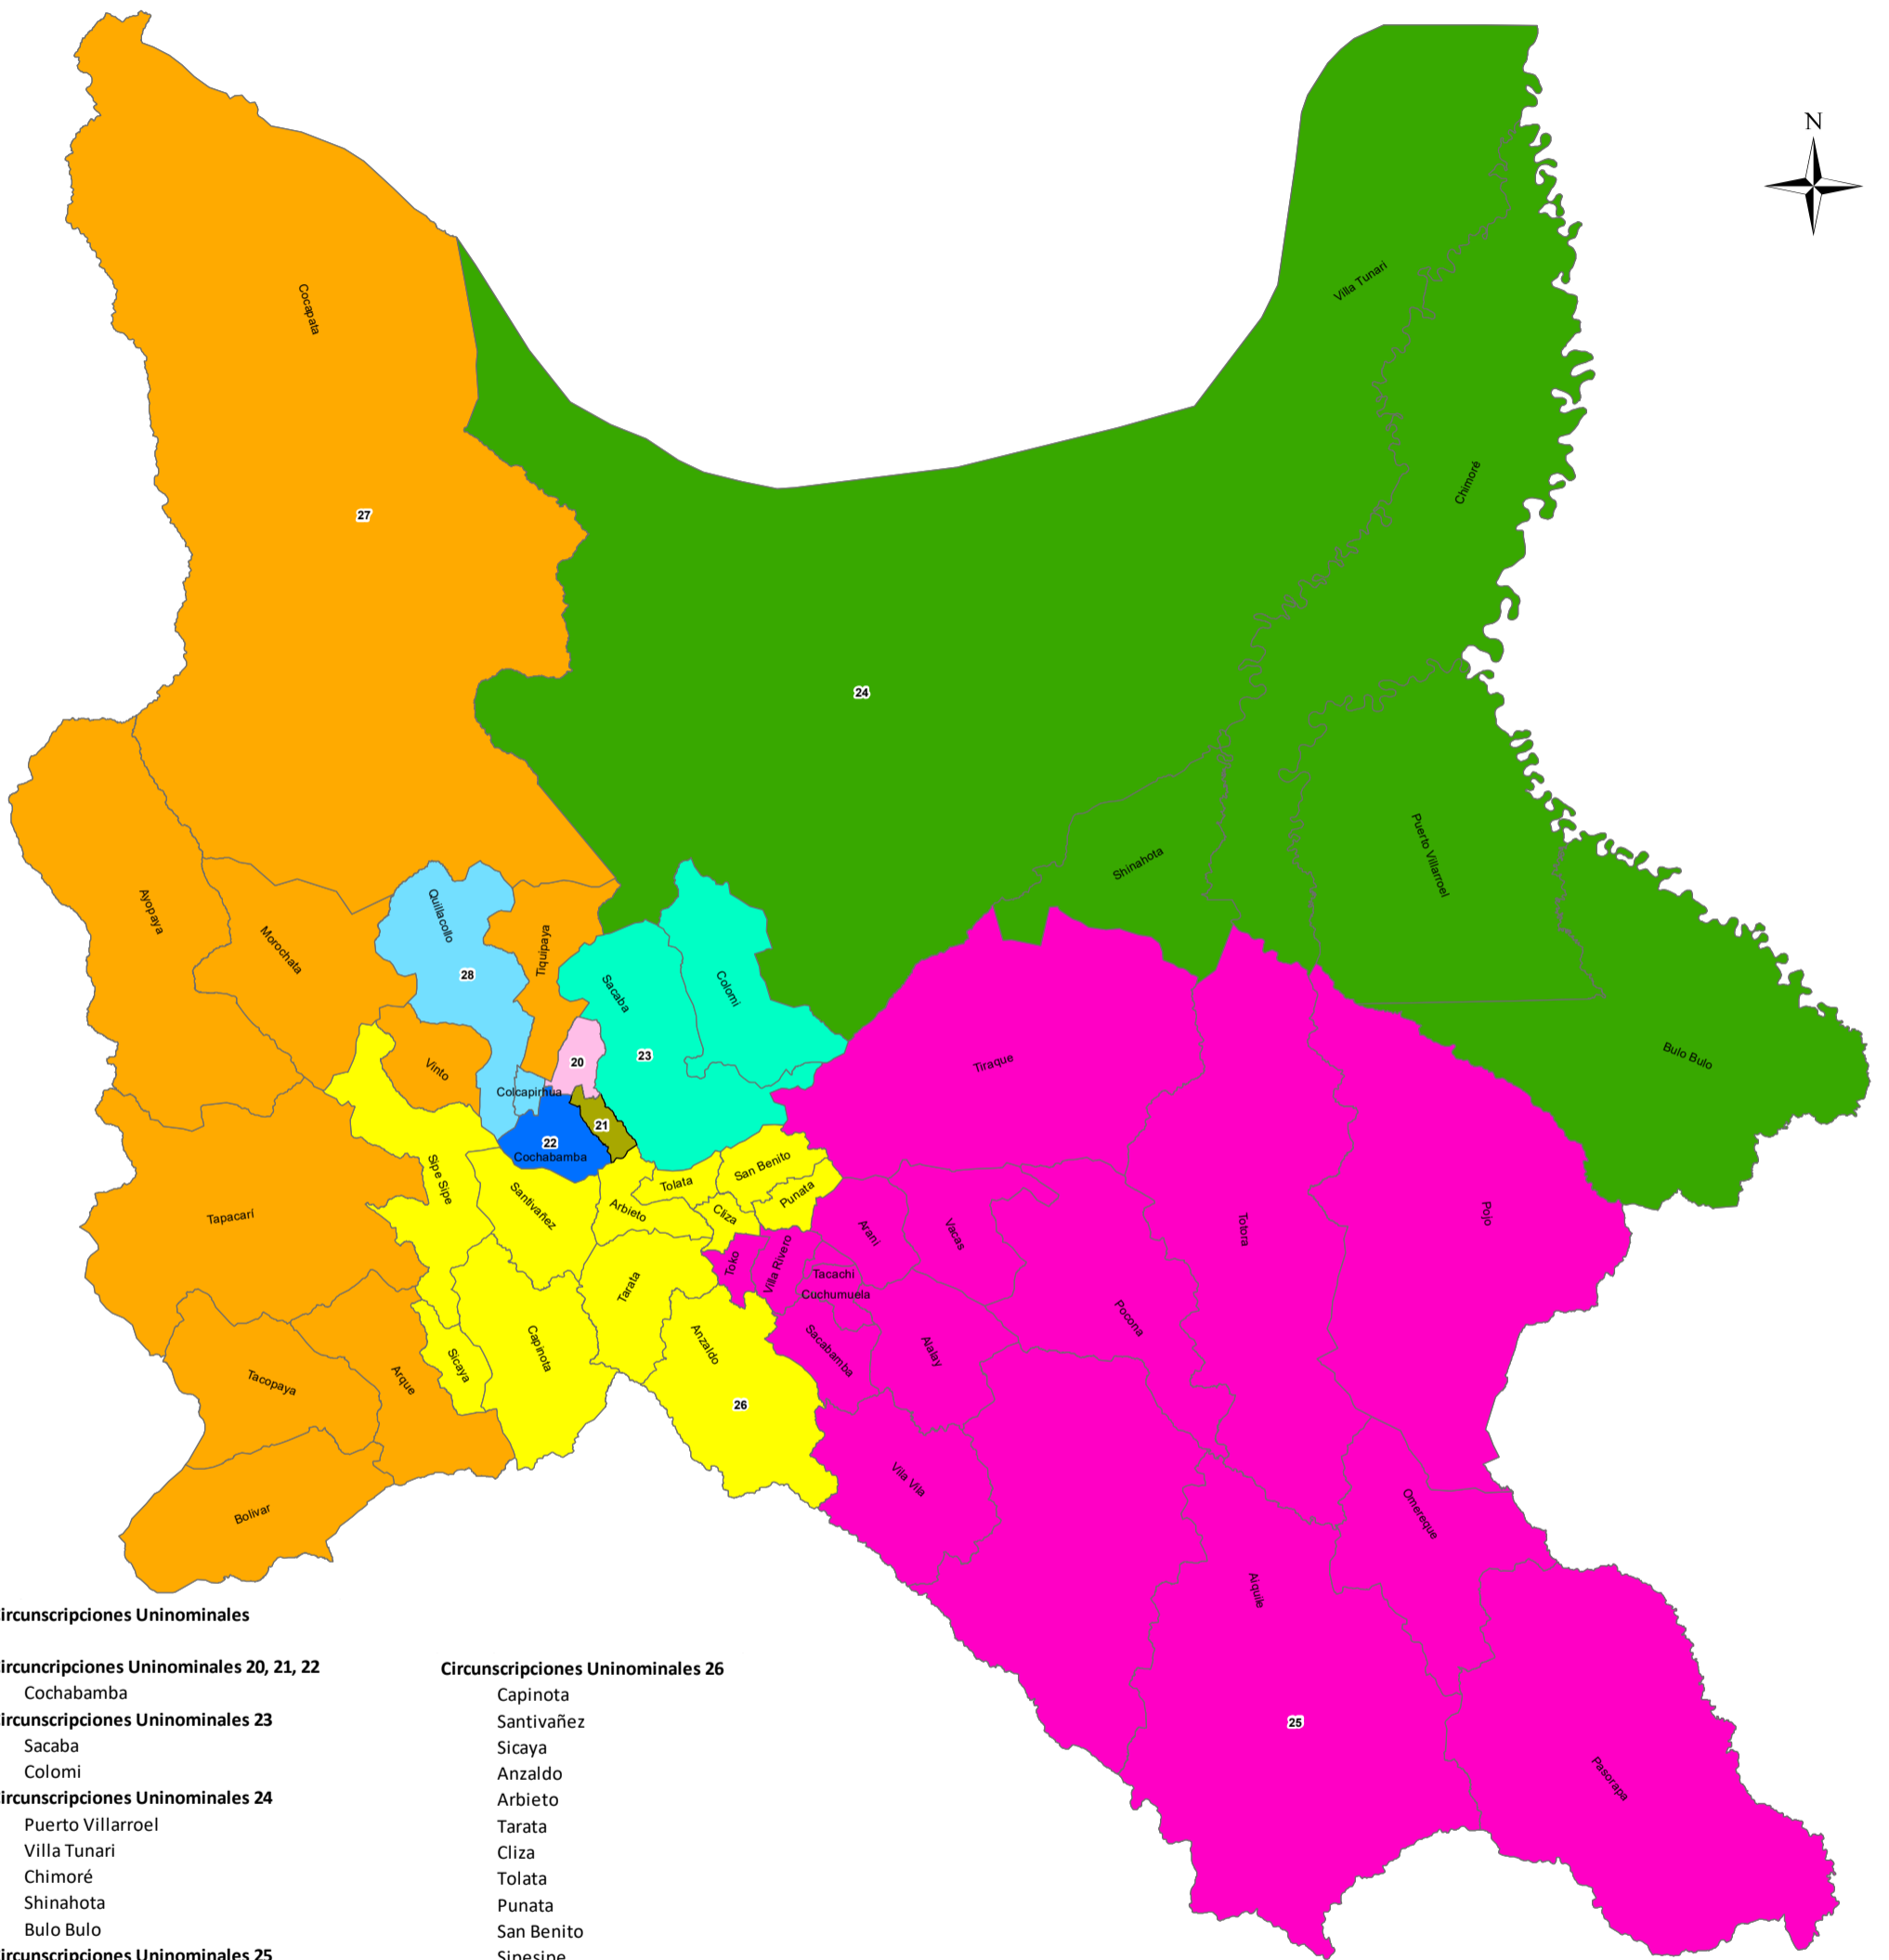 N
Villa Tunari
Cocapata
Chimoré
27
24
Puerto Villarroel
Shinahota
Ayopaya
Quillacollo
Morochata
Tiquipaya
28
Sacaba
Colomi
Bulo Bulo
20
23
Tiraque
Vinto
Colcapirhua
21
22
Cochabamba
San Benito
Sipe Sipe
Tolata
Punata
Santivañez
Arbieto
Cliza
Tapacarí
Arani
Vacas
Totora
Pojo
Toko
Villa Rivero
Tacachi
Tarata
Cuchumuela
Pocona
Capinota
Anzaldo
Sacabamba
Alalay
Sicaya
Arque
Tacopaya
26
Vila Vila
Bolivar
Omereque
Aiquile
25
Pasorapa
ircunscripciones Uninominales
ircuncripciones Uninominales 20, 21, 22
Cochabamba
ircunscripciones Uninominales 23
Sacaba
Colomi
ircunscripciones Uninominales 24
Puerto Villarroel
Villa Tunari
Chimoré
Shinahota
Bulo Bulo
ircunscripciones Uninominales 25
Circunscripciones Uninominales 26
Capinota
Santivañez
Sicaya
Anzaldo
Arbieto
Tarata
Cliza
Tolata
Punata
San Benito
Sipesipe